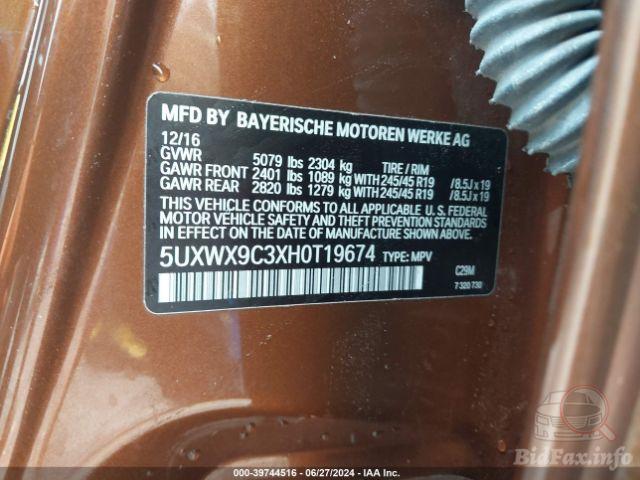 MFD BY BAYERISCHE MOTOREN WERKE AG
12/16
GVWR 5079 lbs 2304 kg TIRE / RIM
GAWR FRONT 2401 lbs 1089 kg WITH 245/45 R19 / 8.5J x 19
GAWR REAR 2820 lbs 1279 kg WITH 245/45 R19 / 8.5J x 19
THIS VEHICLE CONFORMS TO ALL APPLICABLE U. S. FEDERAL
MOTOR VEHICLE SAFETY AND THEFT PREVENTION STANDARDS
IN EFFECT ON THE DATE OF MANUFACTURE SHOWN ABOVE.
5UXWX9C3XH0T19674 TYPE: MPV
C29M
7 320 730
BidFax.info
000-39744516 - 06/27/2024 - IAA Inc.